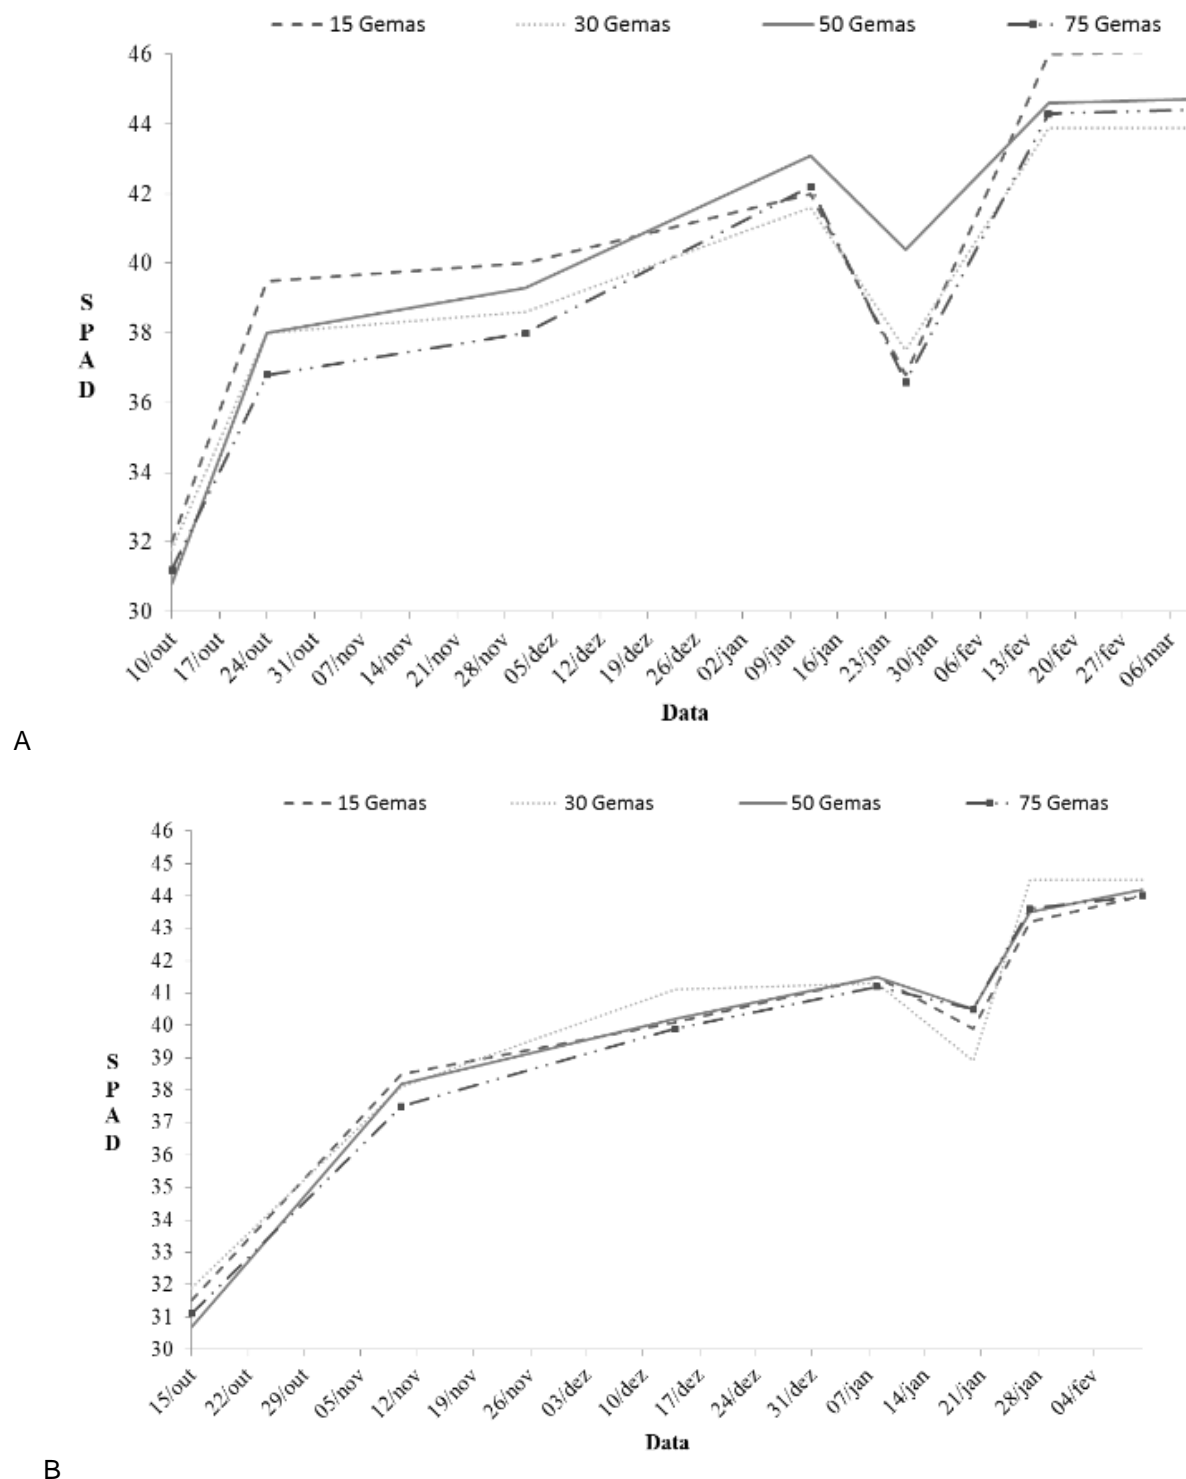 15 Gemas 30 Gemas 50 Gemas 75 Gemas
46
44
42
40
38
36
34
32
30
S
P
A
D
10/out 17/out 24/out 31/out 07/nov 14/nov 21/nov 28/nov 05/dez 12/dez 19/dez 26/dez 02/jan 09/jan 16/jan 23/jan 30/jan 06/fev 13/fev 20/fev 27/fev 06/mar
Data
A
15 Gemas 30 Gemas 50 Gemas 75 Gemas
46
45
44
43
42
41
40
39
38
37
36
35
34
33
32
31
30
S
P
A
D
15/out 22/out 29/out 05/nov 12/nov 19/nov 26/nov 03/dez 10/dez 17/dez 24/dez 31/dez 07/jan 14/jan 21/jan 28/jan 04/fev
Data
B